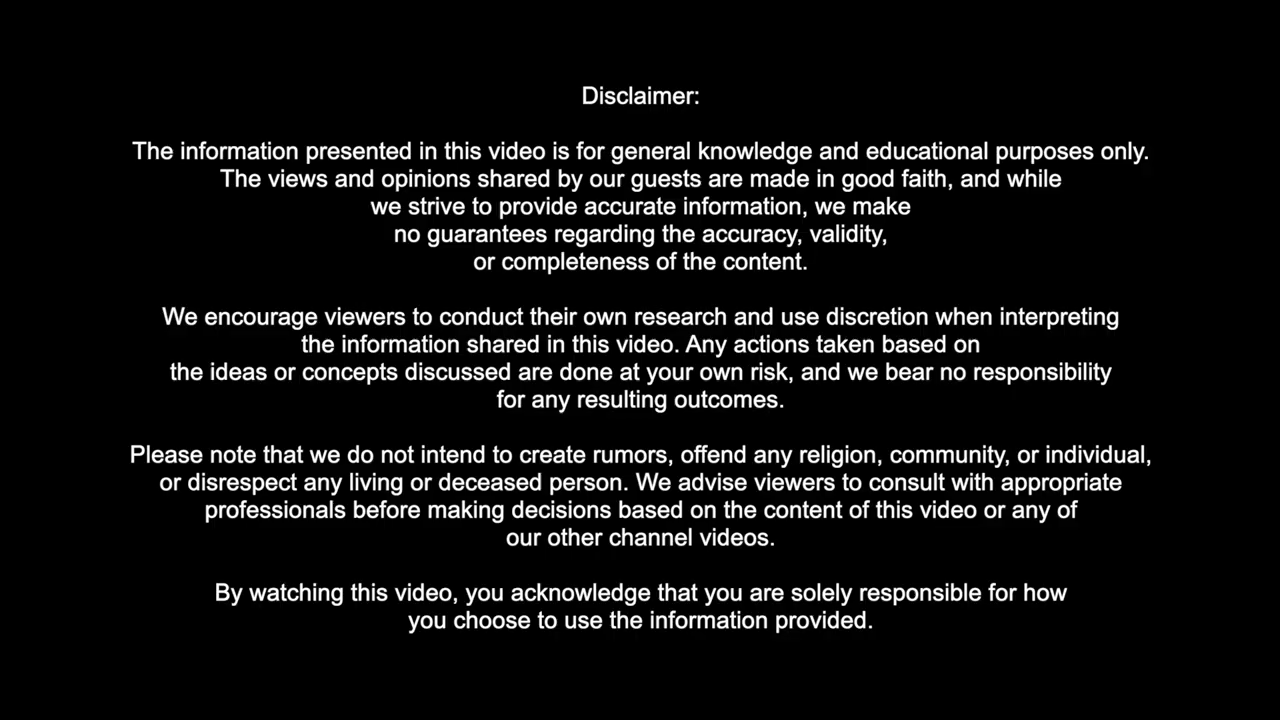 Disclaimer:
The information presented in this video is for general knowledge and educational purposes only.
The views and opinions shared by our guests are made in good faith, and while
we strive to provide accurate information, we make
no guarantees regarding the accuracy, validity,
or completeness of the content.
We encourage viewers to conduct their own research and use discretion when interpreting
the information shared in this video. Any actions taken based on
the ideas or concepts discussed are done at your own risk, and we bear no responsibility
for any resulting outcomes.
Please note that we do not intend to create rumors, offend any religion, community, or individual,
or disrespect any living or deceased person. We advise viewers to consult with appropriate
professionals before making decisions based on the content of this video or any of
our other channel videos.
By watching this video, you acknowledge that you are solely responsible for how
you choose to use the information provided.